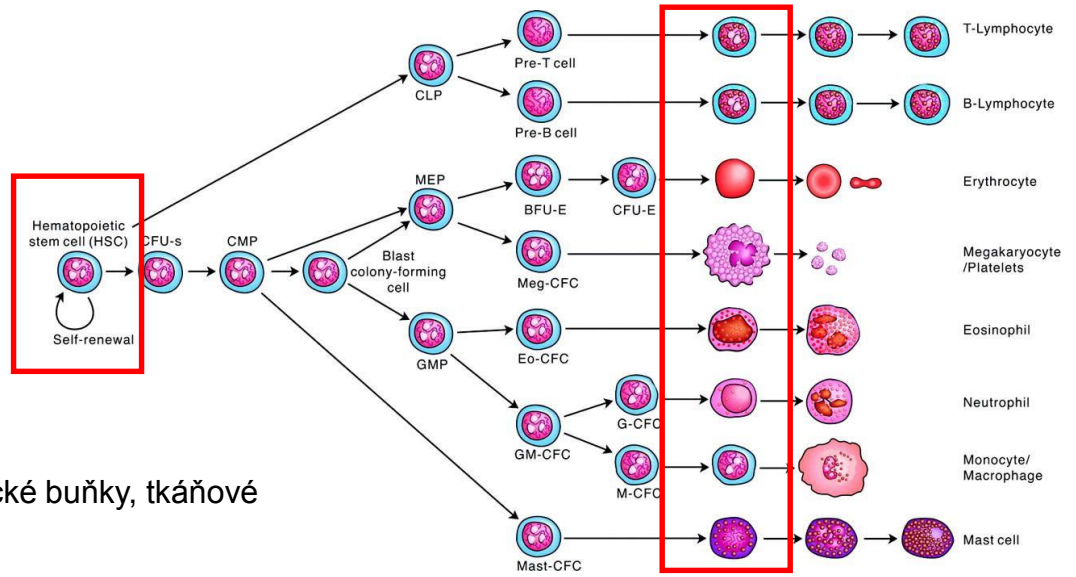 T-Lymphocyte
Pre-T cell
CLP
B-Lymphocyte
Pre-B cell
MEP
BFU-E
CFU-E
Erythrocyte
Hematopoietic
stem cell (HSC)
CFU-s
CMP
Blast
colony-forming
cell
Meg-CFC
Megakaryocyte
/Platelets
Self-renewal
GMP
Eo-CFC
Eosinophil
G-CFC
Neutrophil
GM-CFC
M-CFC
Monocyte/
Macrophage
cké buňky, tkáňové
Mast-CFC
Mast cell